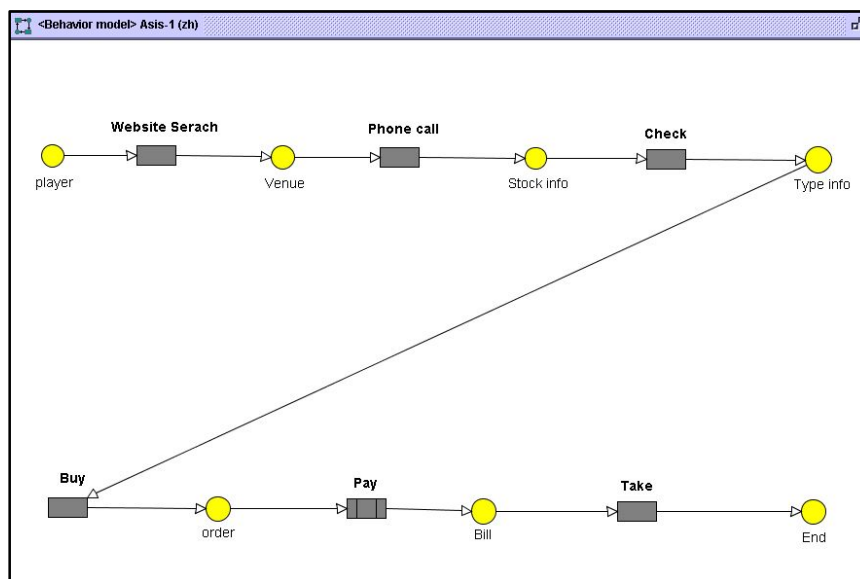 <Behavior model> Asis-1 (zh)
Website Serach
Phone call
Check
player
Venue
Stock info
Type info
Buy
Pay
Take
order
Bill
End